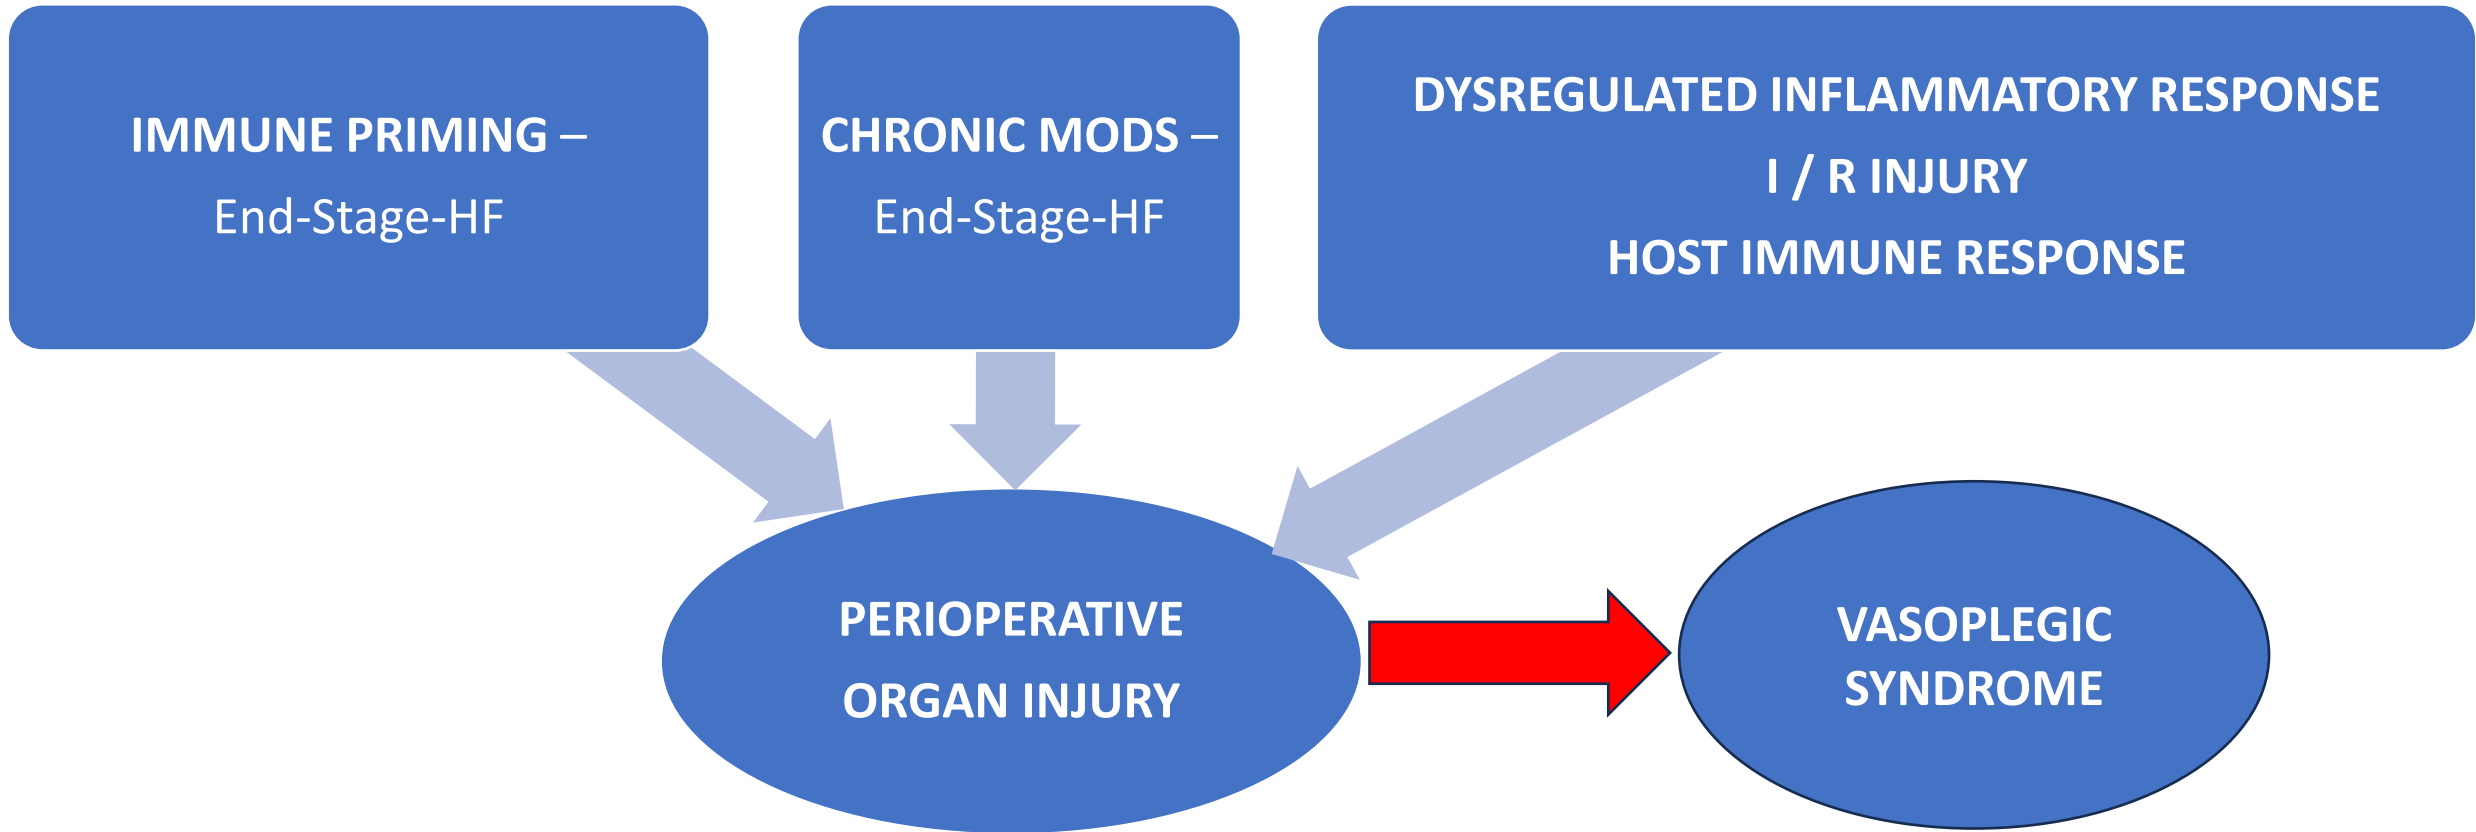 IMMUNE PRIMING –
End-Stage-HF
CHRONIC MODS –
End-Stage-HF
DYSREGULATED INFLAMMATORY RESPONSE
I / R INJURY
HOST IMMUNE RESPONSE
PERIOPERATIVE
ORGAN INJURY
VASOPLEGIC
SYNDROME